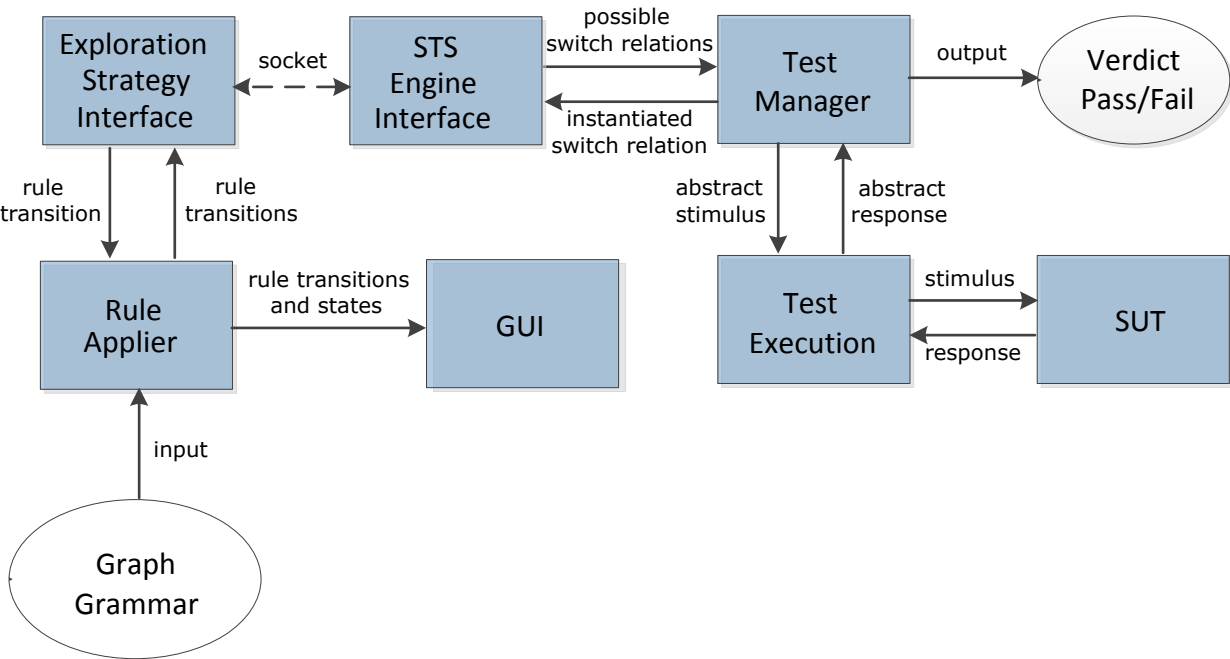 Exploration
Strategy
Interface
socket
STS
Engine
Interface
possible
switch relations
instantiated
switch relation
Test
Manager
output
Verdict
Pass/Fail
rule
transition
rule
transitions
abstract
stimulus
abstract
response
Rule
Applier
rule transitions
and states
GUI
Test
Execution
stimulus
response
SUT
input
Graph
Grammar